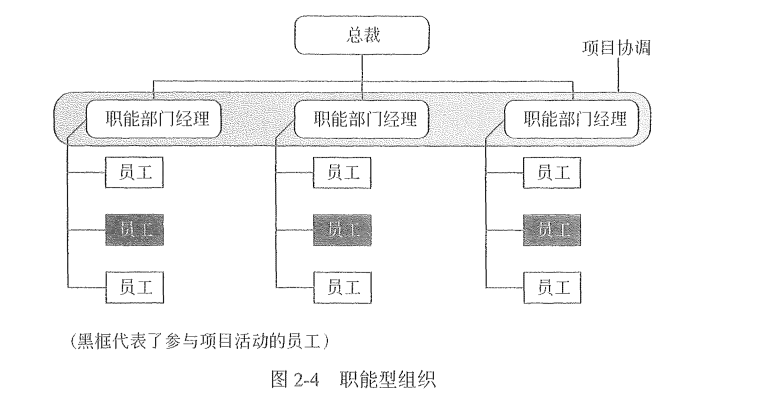 总裁
项目协调
职能部门经理 职能部门经理 职能部门经理
员工 员工 员工
员工 员工 员工
员工 员工 员工
(黑框代表了参与项目活动的员工)
图 2-4 职能型组织